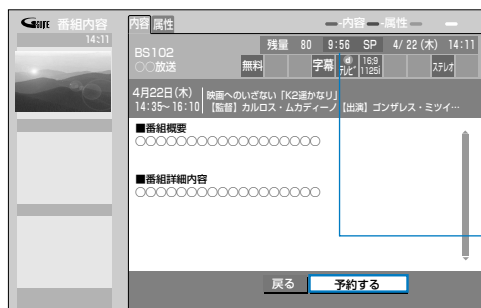 G GUIDE 番組内容
14:11
内容 属性
-内容 -属性
残量 80 9:56 SP 4/22(木) 14:11
BS102
○○放送
無料 字幕 d テレビ 16:9 1125i ステレオ
4月22日(木) 映画へのいざない「K2遥かなり」
14:35~16:10 【監督】カルロス・ムカディーノ【出演】ゴンザレス・ミツイ…
■番組概要
○○○○○○○○○○○○○○○○○○
■番組詳細内容
○○○○○○○○○○○○○○○○○○
戻る 予約する